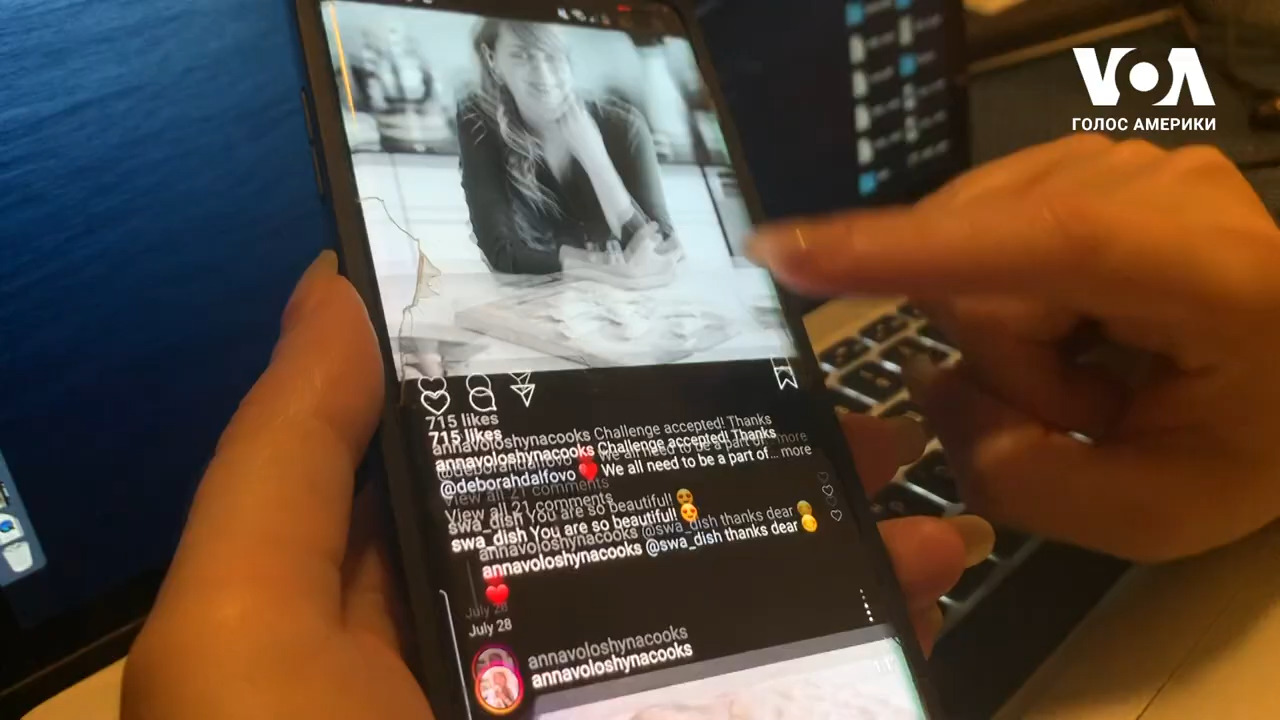 VOA
ГОЛОС АМЕРИКИ
715 likes
annavoloshynacooks Challenge accepted! Thanks
@deborahdalfovo ❤️ We all need to be a part of... more
View all 21 comments
swa_dish You are so beautiful! 😍
annavoloshynacooks @swa_dish thanks dear
❤️
July 28
annavoloshynacooks